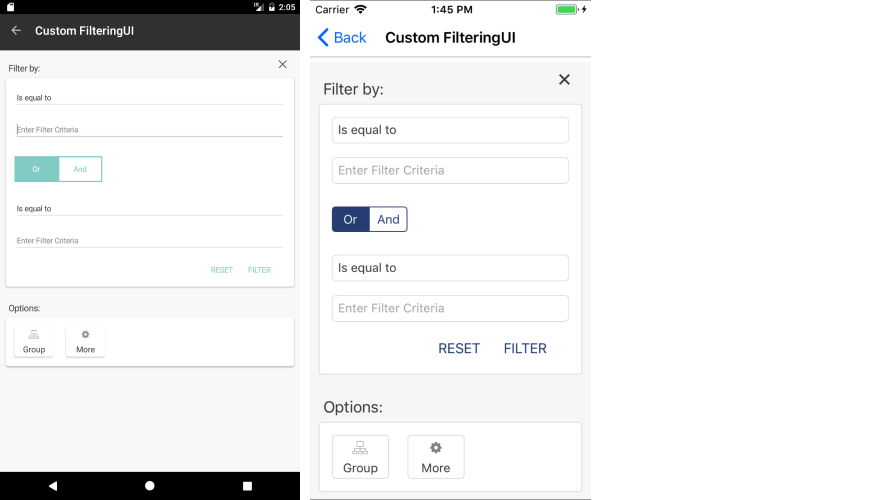 2:05
Custom FilteringUI
Filter by:
Is equal to
Enter Filter Criteria
Or And
Is equal to
Enter Filter Criteria
RESET FILTER
Options:
Group More
Carrier 1:45 PM
Back Custom FilteringUI
Filter by:
Is equal to
Enter Filter Criteria
Or And
Is equal to
Enter Filter Criteria
RESET FILTER
Options:
Group More